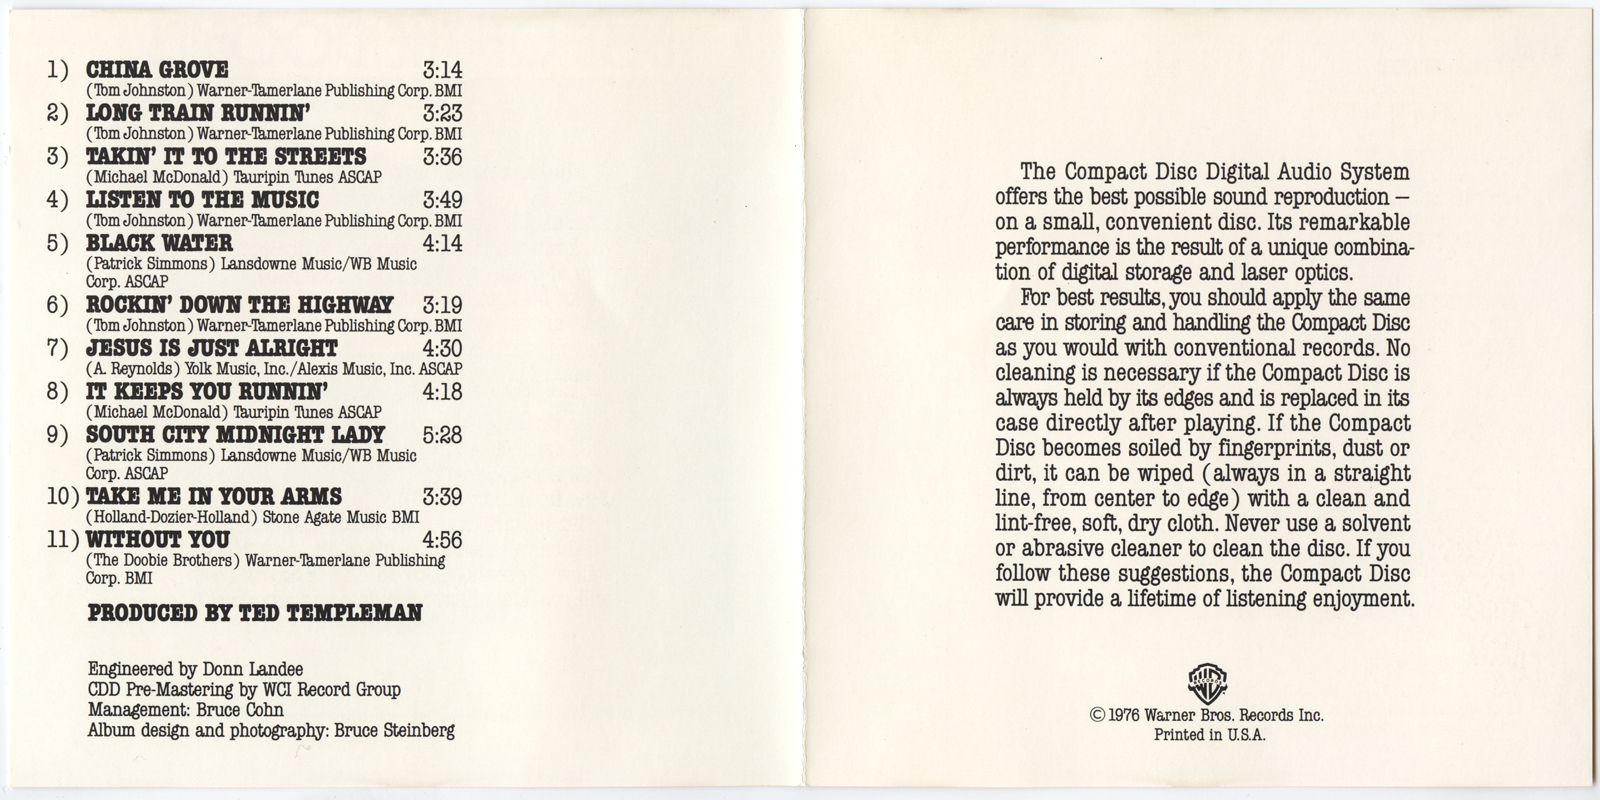 1) CHINA GROVE 3:14
(Tom Johnston) Warner-Tamerlane Publishing Corp. BMI
2) LONG TRAIN RUNNIN' 3:23
(Tom Johnston) Warner-Tamerlane Publishing Corp. BMI
3) TAKIN' IT TO THE STREETS 3:36
(Michael McDonald) Tauripin Tunes ASCAP
4) LISTEN TO THE MUSIC 3:49
(Tom Johnston) Warner-Tamerlane Publishing Corp. BMI
5) BLACK WATER 4:14
(Patrick Simmons) Lansdowne Music/WB Music
Corp. ASCAP
6) ROCKIN' DOWN THE HIGHWAY 3:19
(Tom Johnston) Warner-Tamerlane Publishing Corp. BMI
7) JESUS IS JUST ALRIGHT 4:30
(A. Reynolds) Yolk Music, Inc./Alexis Music, Inc. ASCAP
8) IT KEEPS YOU RUNNIN' 4:18
(Michael McDonald) Tauripin Tunes ASCAP
9) SOUTH CITY MIDNIGHT LADY 5:28
(Patrick Simmons) Lansdowne Music/WB Music
Corp. ASCAP
10) TAKE ME IN YOUR ARMS 3:39
(Holland-Dozier-Holland) Stone Agate Music BMI
11) WITHOUT YOU 4:56
(The Doobie Brothers) Warner-Tamerlane Publishing
Corp. BMI
PRODUCED BY TED TEMPLEMAN
Engineered by Donn Landee
CDD Pre-Mastering by WCI Record Group
Management: Bruce Cohn
Album design and photography: Bruce Steinberg
The Compact Disc Digital Audio System
offers the best possible sound reproduction —
on a small, convenient disc. Its remarkable
performance is the result of a unique combina-
tion of digital storage and laser optics.
For best results, you should apply the same
care in storing and handling the Compact Disc
as you would with conventional records. No
cleaning is necessary if the Compact Disc is
always held by its edges and is replaced in its
case directly after playing. If the Compact
Disc becomes soiled by fingerprints, dust or
dirt, it can be wiped (always in a straight
line, from center to edge) with a clean and
lint-free, soft, dry cloth. Never use a solvent
or abrasive cleaner to clean the disc. If you
follow these suggestions, the Compact Disc
will provide a lifetime of listening enjoyment.
WB RECORDS
© 1976 Warner Bros. Records Inc.
Printed in U.S.A.